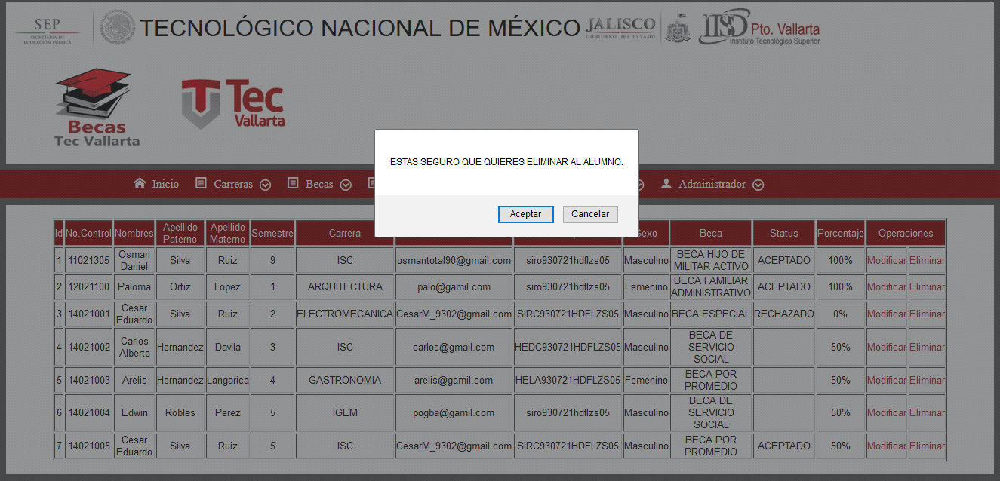 SEP
SECRETARÍA DE
EDUCACIÓN PÚBLICA
TECNOLÓGICO NACIONAL DE MÉXICO
JALISCO
GOBIERNO DEL ESTADO
ITS
Pto. Vallarta
Instituto Tecnológico Superior
Becas
Tec Vallarta
Tec
Vallarta
ESTAS SEGURO QUE QUIERES ELIMINAR AL ALUMNO.
Aceptar Cancelar
Inicio Carreras Becas Administrador
Id No.Control Nombres Apellido Paterno Apellido Materno Semestre Carrera Sexo Beca Status Porcentaje Operaciones
1 11021305 Osman Daniel Silva Ruiz 9 ISC osmantotal90@gmail.com siro930721hdflzs05 Masculino BECA HIJO DE MILITAR ACTIVO ACEPTADO 100% Modificar Eliminar
2 12021100 Paloma Ortiz Lopez 1 ARQUITECTURA palo@gamil.com siro930721hdflzs05 Femenino BECA FAMILIAR ADMINISTRATIVO ACEPTADO 100% Modificar Eliminar
3 14021001 Cesar Eduardo Silva Ruiz 2 ELECTROMECANICA CesarM_9302@gmail.com SIRC930721HDFLZS05 Masculino BECA ESPECIAL RECHAZADO 0% Modificar Eliminar
4 14021002 Carlos Alberto Hernandez Davila 3 ISC carlos@gmail.com HEDC930721HDFLZS05 Masculino BECA DE SERVICIO SOCIAL 50% Modificar Eliminar
5 14021003 Arelis Hernandez Langarica 4 GASTRONOMIA arelis@gamil.com HELA930721HDFLZS05 Femenino BECA POR PROMEDIO 50% Modificar Eliminar
6 14021004 Edwin Robles Perez 5 IGEM pogba@gamil.com siro930721hdflzs05 Masculino BECA DE SERVICIO SOCIAL 50% Modificar Eliminar
7 14021005 Cesar Eduardo Silva Ruiz 5 ISC CesarM_9302@gmail.com SIRC930721HDFLZS05 Masculino BECA POR PROMEDIO ACEPTADO 50% Modificar Eliminar